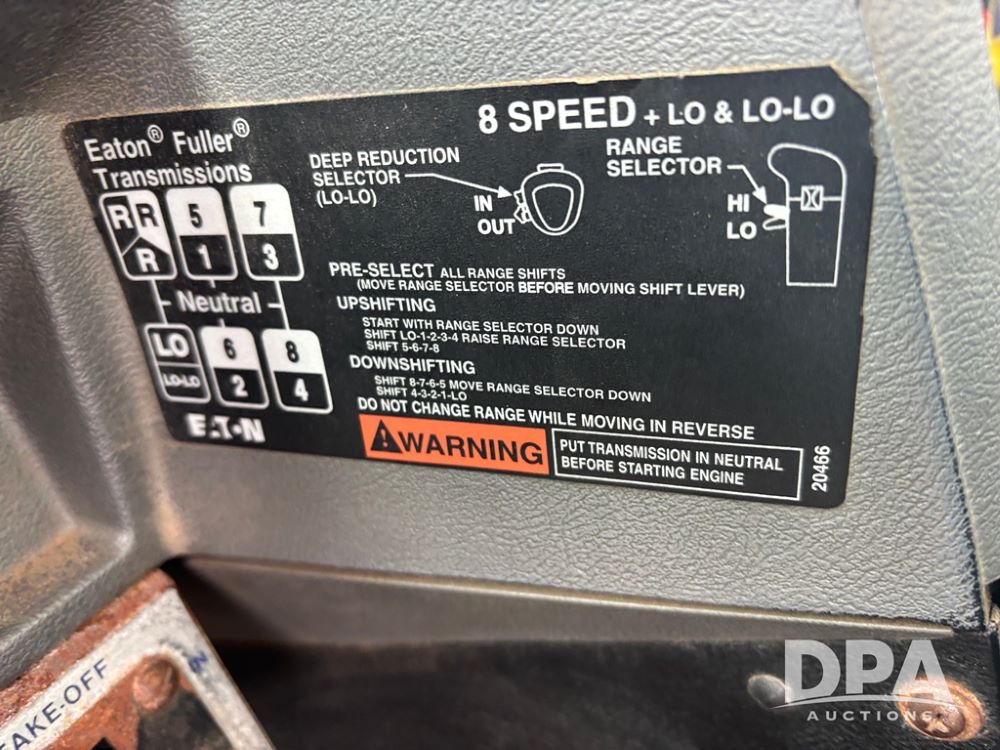 8 SPEED + LO & LO-LO
Eaton® Fuller®
Transmissions
R R 5 7
R 1 3
Neutral
LO 6 8
LO-LO 2 4
EATON
DEEP REDUCTION
SELECTOR
(LO-LO)
IN
OUT
RANGE
SELECTOR
HI
LO
PRE-SELECT ALL RANGE SHIFTS
(MOVE RANGE SELECTOR BEFORE MOVING SHIFT LEVER)
UPSHIFTING
START WITH RANGE SELECTOR DOWN
SHIFT LO-1-2-3-4 RAISE RANGE SELECTOR
SHIFT 5-6-7-8
DOWNSHIFTING
SHIFT 8-7-6-5 MOVE RANGE SELECTOR DOWN
SHIFT 4-3-2-1-LO
DO NOT CHANGE RANGE WHILE MOVING IN REVERSE
WARNING
PUT TRANSMISSION IN NEUTRAL
BEFORE STARTING ENGINE
20466
AKE-OFF
DPA
AUCTIONS